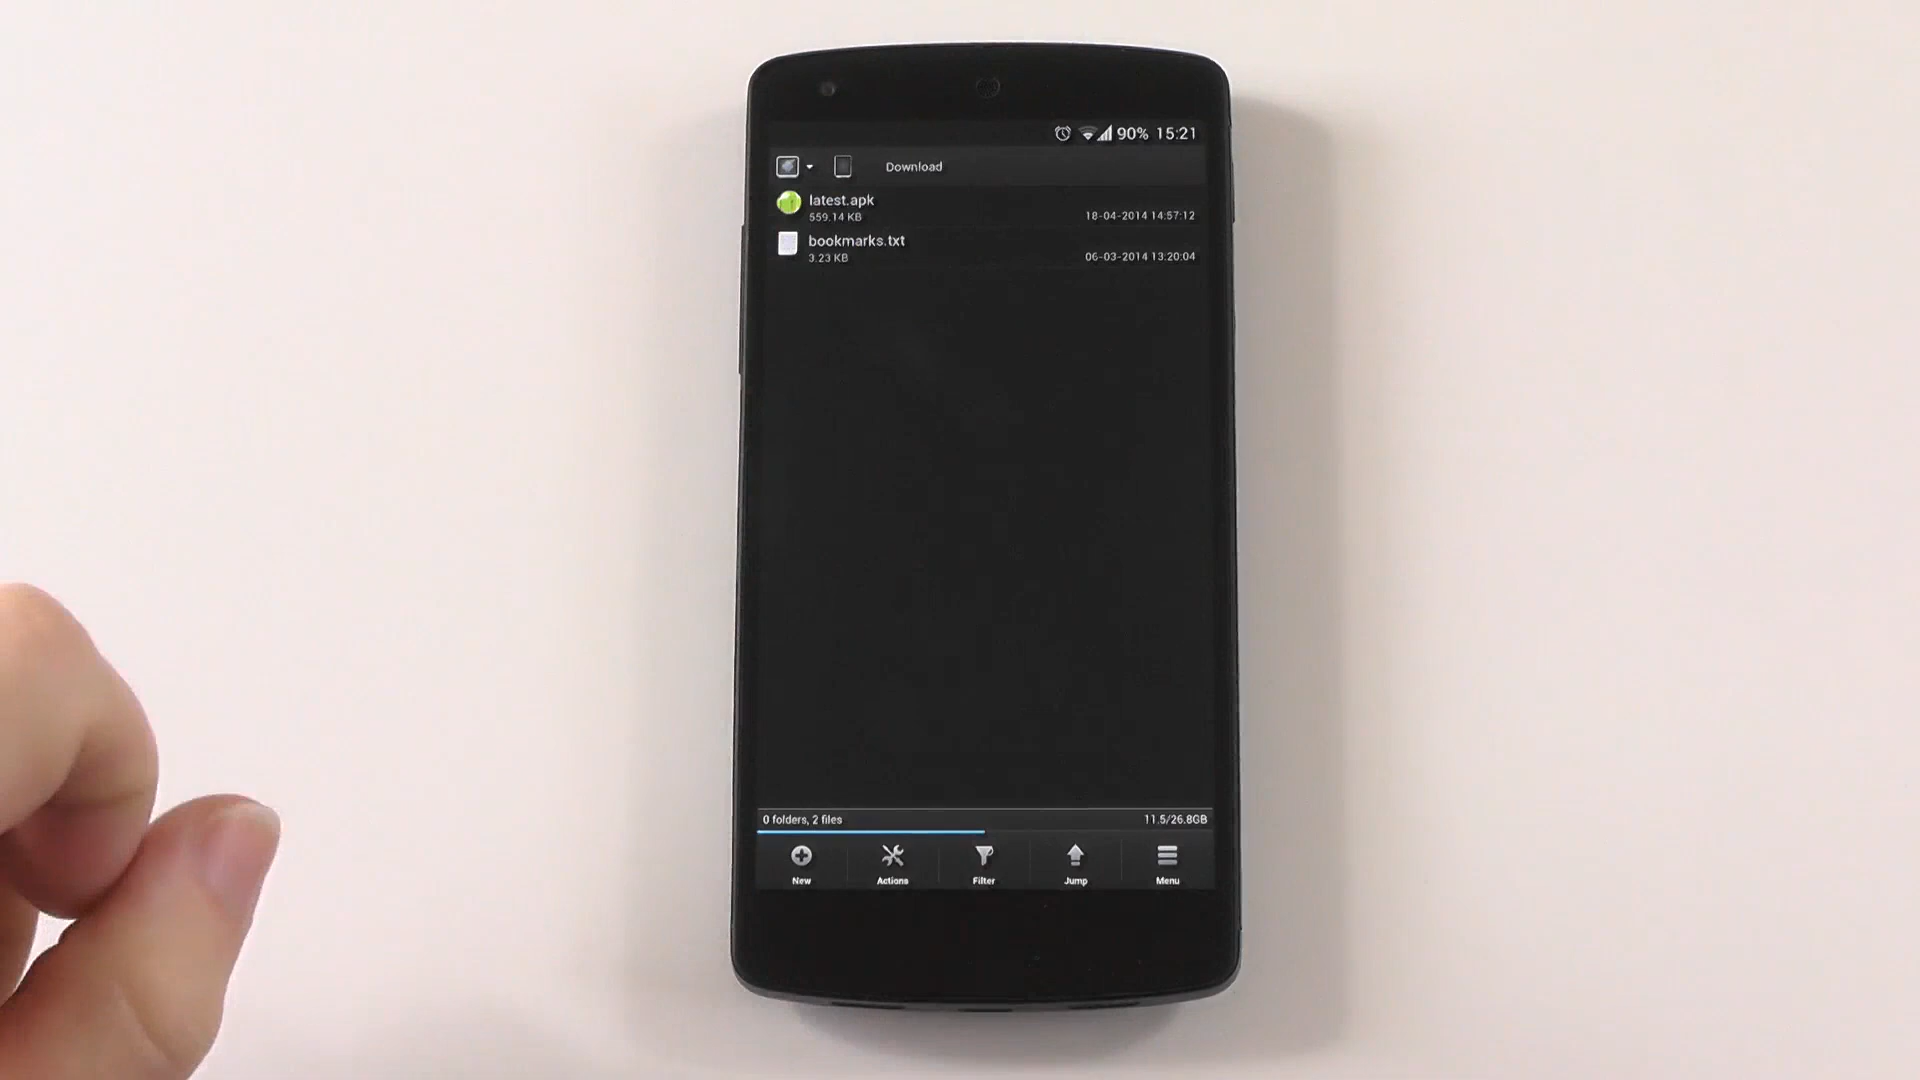 90% 15:21
Download
latest.apk
559.14 KB 18-04-2014 14:57:12
bookmarks.txt
3.23 KB 06-03-2014 13:20:04
0 folders, 2 files 11.5/26.8GB
New Actions Filter Jump Menu